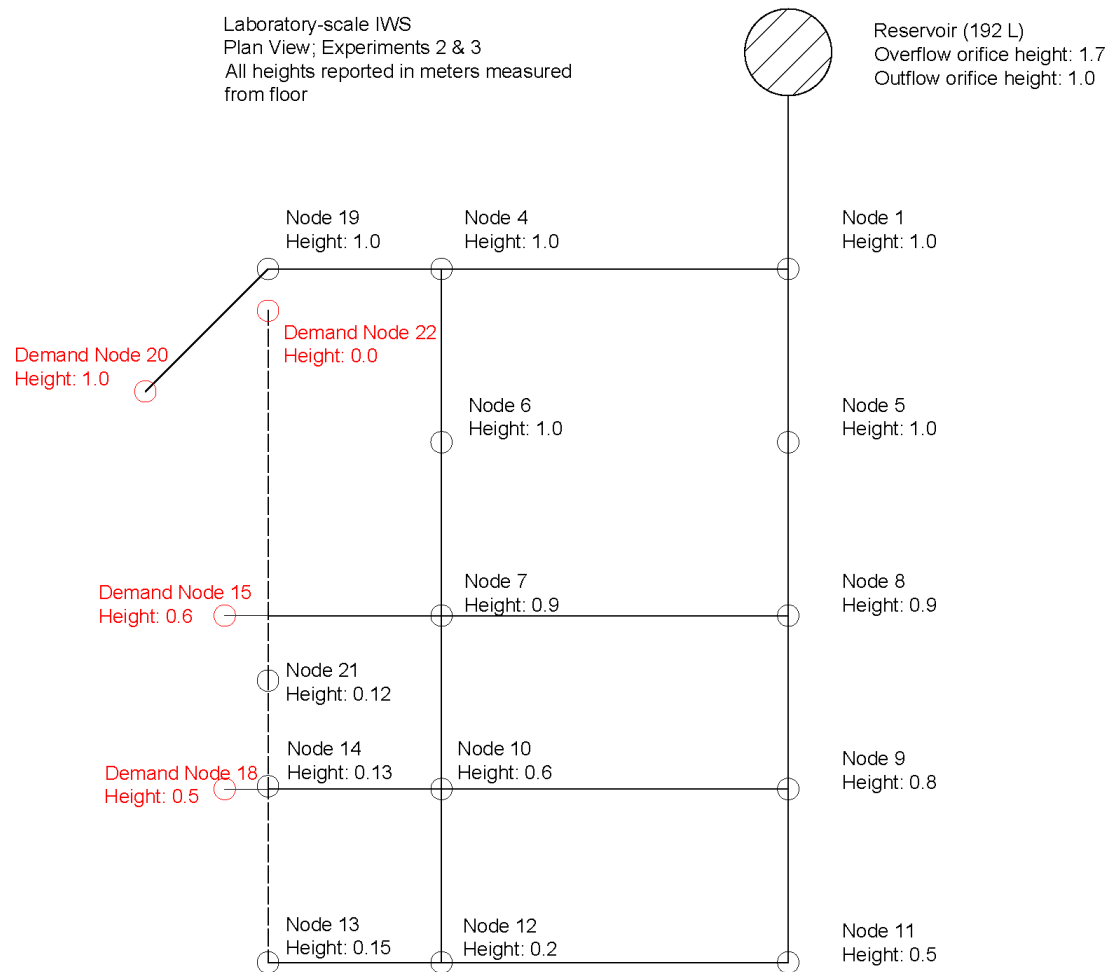 Laboratory-scale IWS
Plan View; Experiments 2 & 3
All heights reported in meters measured
from floor
Reservoir (192 L)
Overflow orifice height: 1.7
Outflow orifice height: 1.0
Node 19
Height: 1.0
Node 4
Height: 1.0
Node 1
Height: 1.0
Demand Node 22
Height: 0.0
Demand Node 20
Height: 1.0
Node 6
Height: 1.0
Node 5
Height: 1.0
Demand Node 15
Height: 0.6
Node 7
Height: 0.9
Node 8
Height: 0.9
Node 21
Height: 0.12
Node 14
Height: 0.13
Node 10
Height: 0.6
Node 9
Height: 0.8
Demand Node 18
Height: 0.5
Node 13
Height: 0.15
Node 12
Height: 0.2
Node 11
Height: 0.5